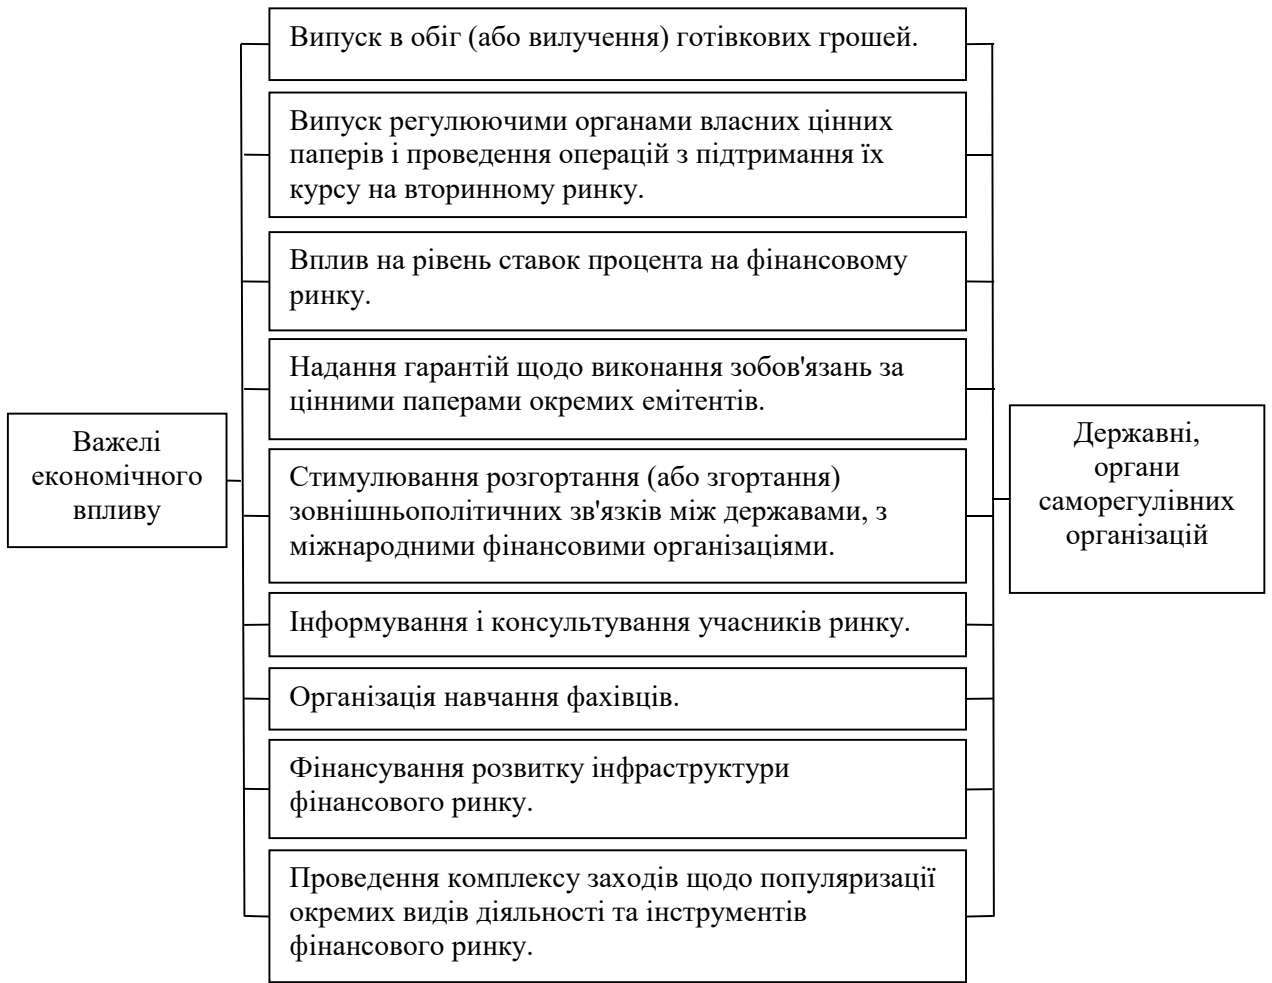 Випуск в обіг (або вилучення) готівкових грошей.
Випуск регулюючими органами власних цінних
паперів і проведення операцій з підтримання їх
курсу на вторинному ринку.
Вплив на рівень ставок процента на фінансовому
ринку.
Надання гарантій щодо виконання зобов'язань за
цінними паперами окремих емітентів.
Важелі
економічного
впливу
Стимулювання розгортання (або згортання)
зовнішньополітичних зв'язків між державами, з
міжнародними фінансовими організаціями.
Державні,
органи
саморегулівних
організацій
Інформування і консультування учасників ринку.
Організація навчання фахівців.
Фінансування розвитку інфраструктури
фінансового ринку.
Проведення комплексу заходів щодо популяризації
окремих видів діяльності та інструментів
фінансового ринку.